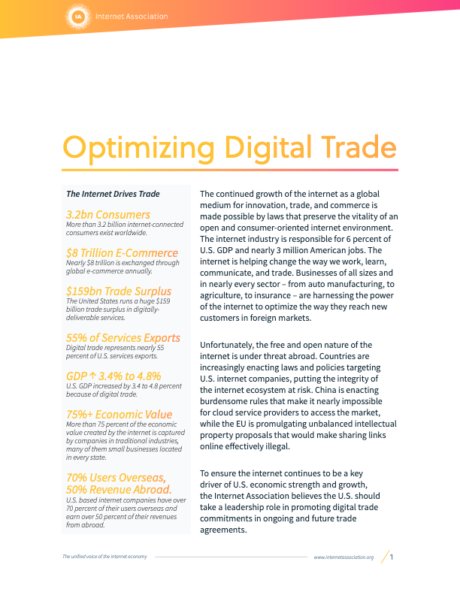 IA Internet Association
Optimizing Digital Trade
The Internet Drives Trade
3.2bn Consumers
More than 3.2 billion internet-connected
consumers exist worldwide.
$8 Trillion E-Commerce
Nearly $8 trillion is exchanged through
global e-commerce annually.
$159bn Trade Surplus
The United States runs a huge $159
billion trade surplus in digitally-
deliverable services.
55% of Services Exports
Digital trade represents nearly 55
percent of U.S. services exports.
GDP ↑ 3.4% to 4.8%
U.S. GDP increased by 3.4 to 4.8 percent
because of digital trade.
75%+ Economic Value
More than 75 percent of the economic
value created by the internet is captured
by companies in traditional industries,
many of them small businesses located
in every state.
70% Users Overseas,
50% Revenue Abroad.
U.S. based internet companies have over
70 percent of their users overseas and
earn over 50 percent of their revenues
from abroad.
The continued growth of the internet as a global
medium for innovation, trade, and commerce is
made possible by laws that preserve the vitality of an
open and consumer-oriented internet environment.
The internet industry is responsible for 6 percent of
U.S. GDP and nearly 3 million American jobs. The
internet is helping change the way we work, learn,
communicate, and trade. Businesses of all sizes and
in nearly every sector – from auto manufacturing, to
agriculture, to insurance – are harnessing the power
of the internet to optimize the way they reach new
customers in foreign markets.
Unfortunately, the free and open nature of the
internet is under threat abroad. Countries are
increasingly enacting laws and policies targeting
U.S. internet companies, putting the integrity of
the internet ecosystem at risk. China is enacting
burdensome rules that make it nearly impossible
for cloud service providers to access the market,
while the EU is promulgating unbalanced intellectual
property proposals that would make sharing links
online effectively illegal.
To ensure the internet continues to be a key
driver of U.S. economic strength and growth,
the Internet Association believes the U.S. should
take a leadership role in promoting digital trade
commitments in ongoing and future trade
agreements.
The unified voice of the internet economy
www.internetassociation.org
1